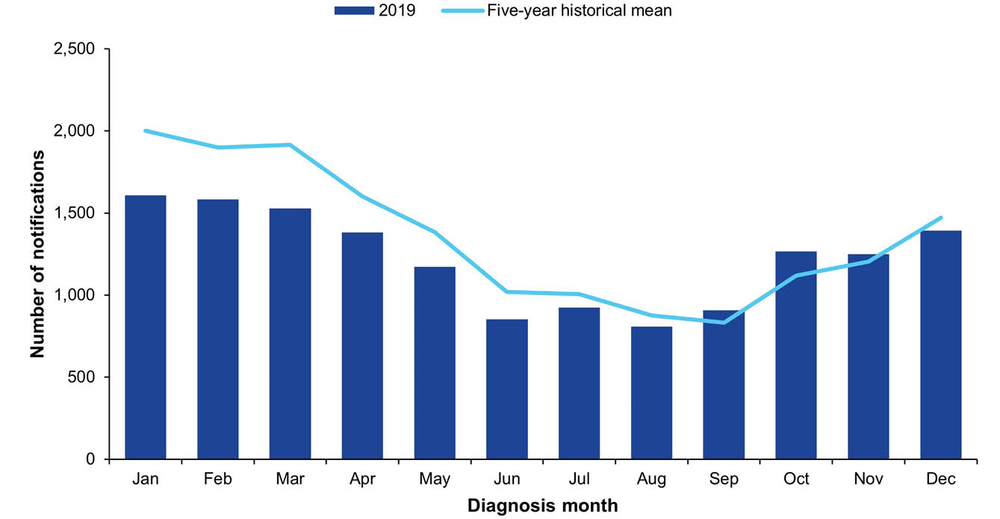 2019 Five-year historical mean
Number of notifications
2,500
2,000
1,500
1,000
500
0
Jan Feb Mar Apr May Jun Jul Aug Sep Oct Nov Dec
Diagnosis month